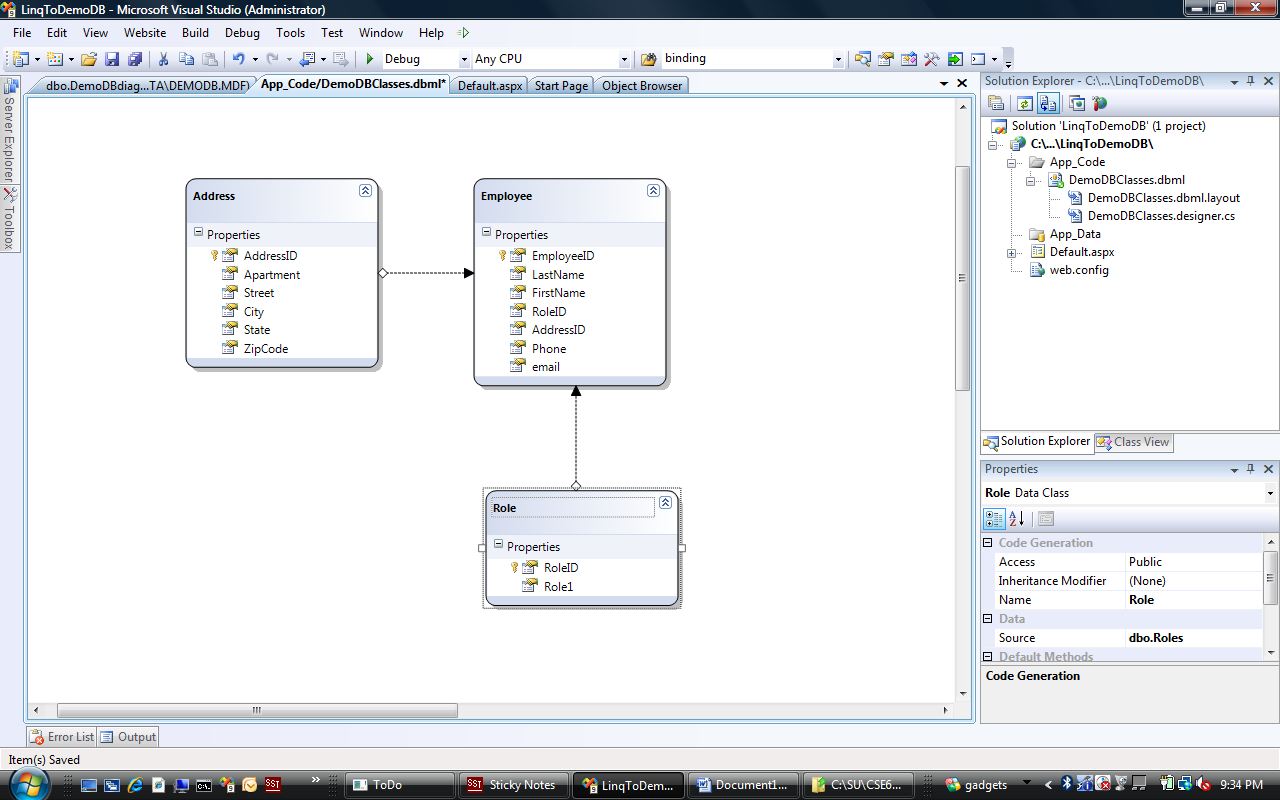 LinqToDemoDB - Microsoft Visual Studio (Administrator)
File Edit View Website Build Debug Tools Test Window Help
Debug Any CPU binding
dbo.DemoDBdiag...TA\DEMODB.MDF) App_Code/DemoDBClasses.dbml* Default.aspx Start Page Object Browser
Server Explorer
Toolbox
Address
Properties
AddressID
Apartment
Street
City
State
ZipCode
Employee
Properties
EmployeeID
LastName
FirstName
RoleID
AddressID
Phone
email
Role
Properties
RoleID
Role1
Solution Explorer - C:\...\LinqToDemoDB\
Solution 'LinqToDemoDB' (1 project)
C:\...\LinqToDemoDB\
App_Code
DemoDBClasses.dbml
DemoDBClasses.dbml.layout
DemoDBClasses.designer.cs
App_Data
Default.aspx
web.config
Solution Explorer Class View
Properties
Role Data Class
Code Generation
Access Public
Inheritance Modifier (None)
Name Role
Data
Source dbo.Roles
Default Methods
Code Generation
Error List Output
Item(s) Saved
SST » ToDo SST Sticky Notes LinqToDem... Document1... C:\SU\CSE6... gadgets 9:34 PM